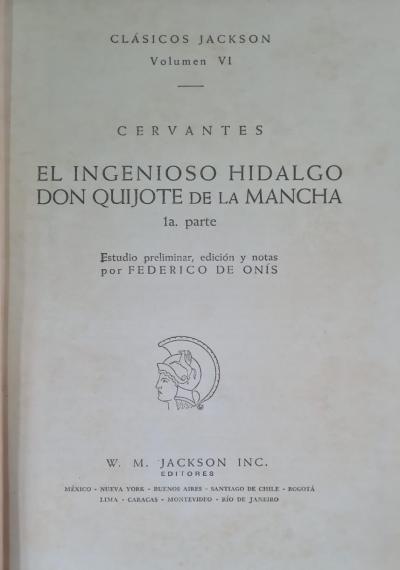 CLÁSICOS JACKSON
Volumen VI
CERVANTES
EL INGENIOSO HIDALGO
DON QUIJOTE DE LA MANCHA
1a. parte
Estudio preliminar, edición y notas
por FEDERICO DE ONÍS
W. M. JACKSON INC.
EDITORES
MÉXICO - NUEVA YORK - BUENOS AIRES - SANTIAGO DE CHILE - BOGOTÁ
LIMA - CARACAS - MONTEVIDEO - RÍO DE JANEIRO